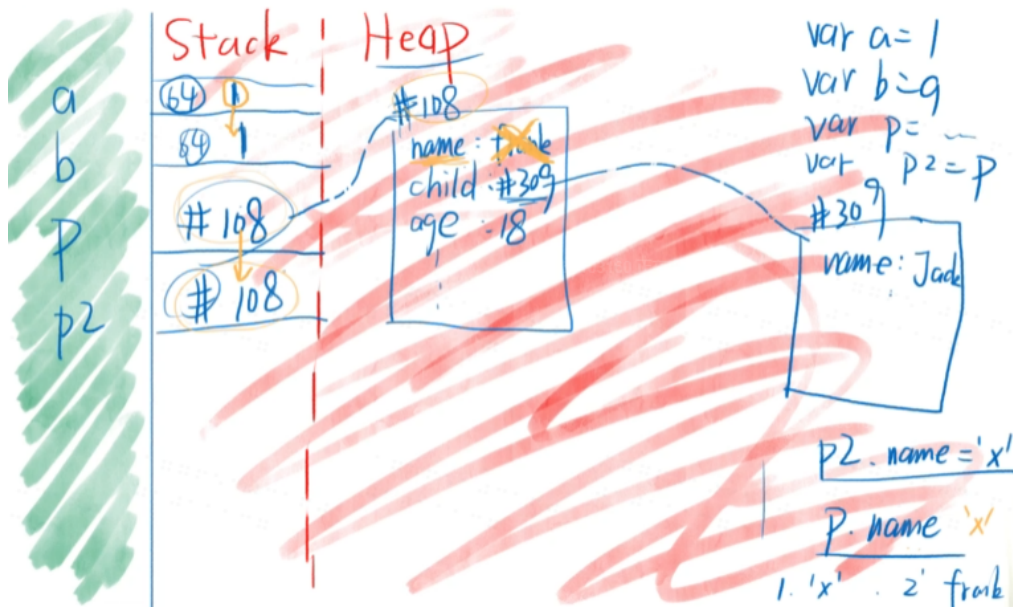 a
b
p
p2
Stack
64 1
64 1
#108
#108
Heap
#108
name: frank
child: #309
age: 18
var a = 1
var b = a
var p = ...
var p2 = p
#309
name: Jack
p2.name = 'x'
p.name 'x'
1. 'x' . 2' frank